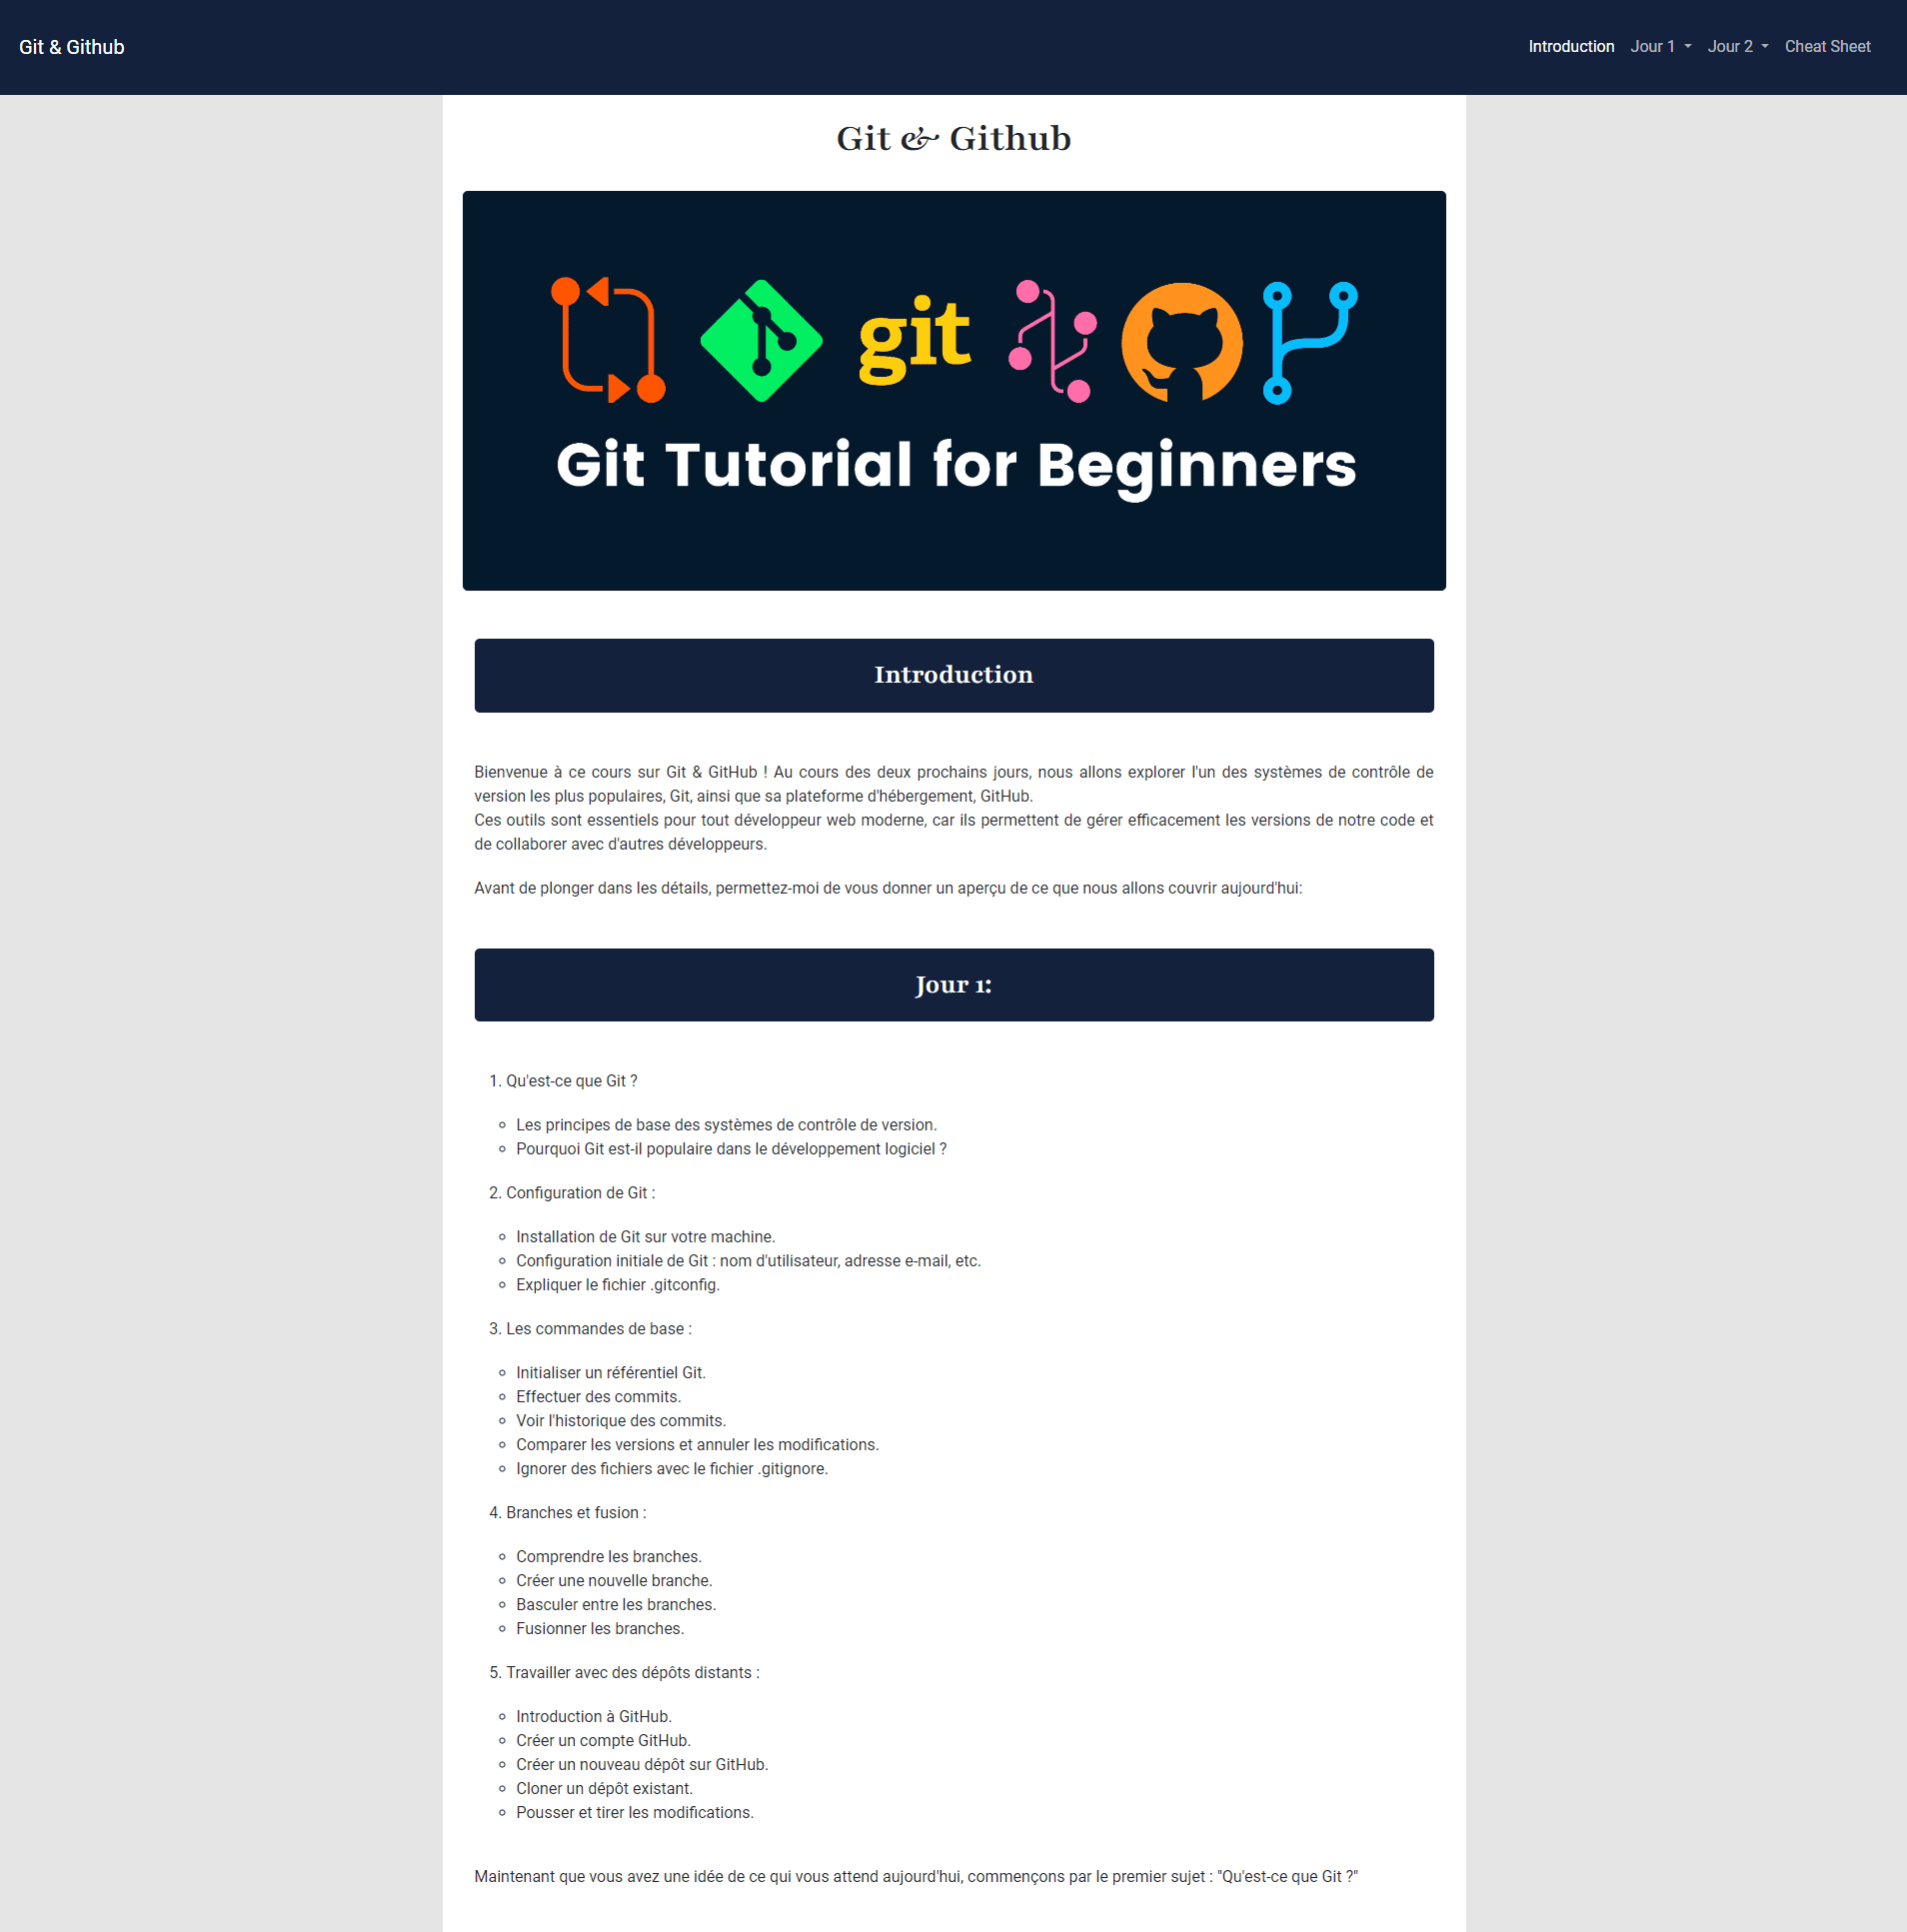 Git & Github
Introduction Jour 1 Jour 2 Cheat Sheet
Git & Github
git
Git Tutorial for Beginners
Introduction
Bienvenue à ce cours sur Git & GitHub ! Au cours des deux prochains jours, nous allons explorer l'un des systèmes de contrôle de
version les plus populaires, Git, ainsi que sa plateforme d'hébergement, GitHub.
Ces outils sont essentiels pour tout développeur web moderne, car ils permettent de gérer efficacement les versions de notre code et
de collaborer avec d'autres développeurs.
Avant de plonger dans les détails, permettez-moi de vous donner un aperçu de ce que nous allons couvrir aujourd'hui:
Jour 1:
1. Qu'est-ce que Git ?
Les principes de base des systèmes de contrôle de version.
Pourquoi Git est-il populaire dans le développement logiciel ?
2. Configuration de Git :
Installation de Git sur votre machine.
Configuration initiale de Git : nom d'utilisateur, adresse e-mail, etc.
Expliquer le fichier .gitconfig.
3. Les commandes de base :
Initialiser un référentiel Git.
Effectuer des commits.
Voir l'historique des commits.
Comparer les versions et annuler les modifications.
Ignorer des fichiers avec le fichier .gitignore.
4. Branches et fusion :
Comprendre les branches.
Créer une nouvelle branche.
Basculer entre les branches.
Fusionner les branches.
5. Travailler avec des dépôts distants :
Introduction à GitHub.
Créer un compte GitHub.
Créer un nouveau dépôt sur GitHub.
Cloner un dépôt existant.
Pousser et tirer les modifications.
Maintenant que vous avez une idée de ce qui vous attend aujourd'hui, commençons par le premier sujet : "Qu'est-ce que Git ?"